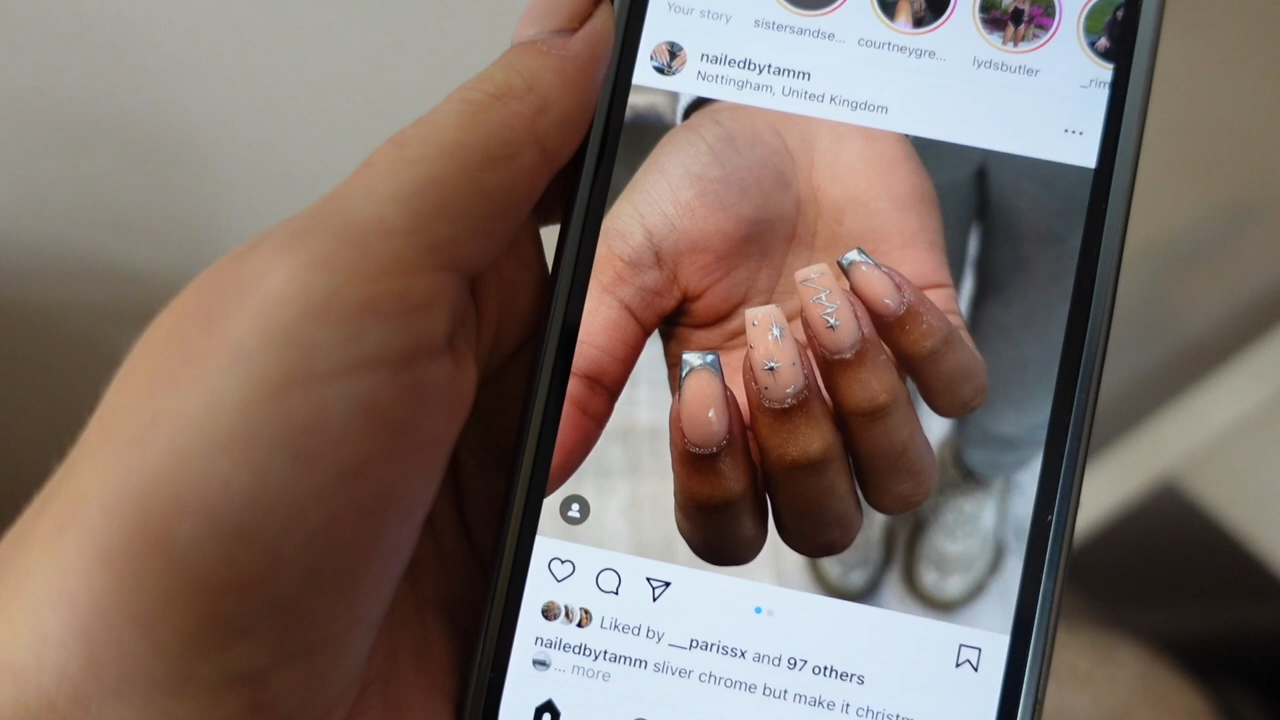 Your story
sistersandse...
courtneygre...
lydsbutler
_rim
nailedbytamm
Nottingham, United Kingdom
Liked by __parissx and 97 others
nailedbytamm sliver chrome but make it christm
... more